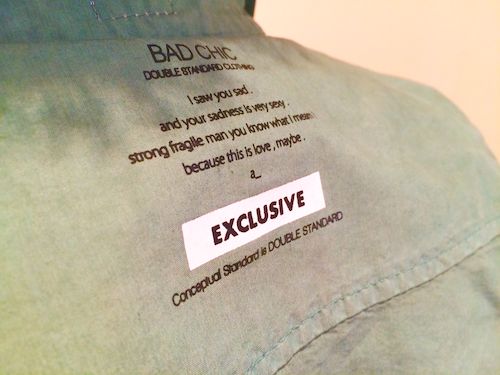 BAD CHIC
DOUBLE STANDARD CLOTHING
I saw you sad .
and your sadness is very sexy .
strong fragile man you know what I mean
because this is love , maybe .
a_
EXCLUSIVE
Conceptual Standard is DOUBLE STANDARD